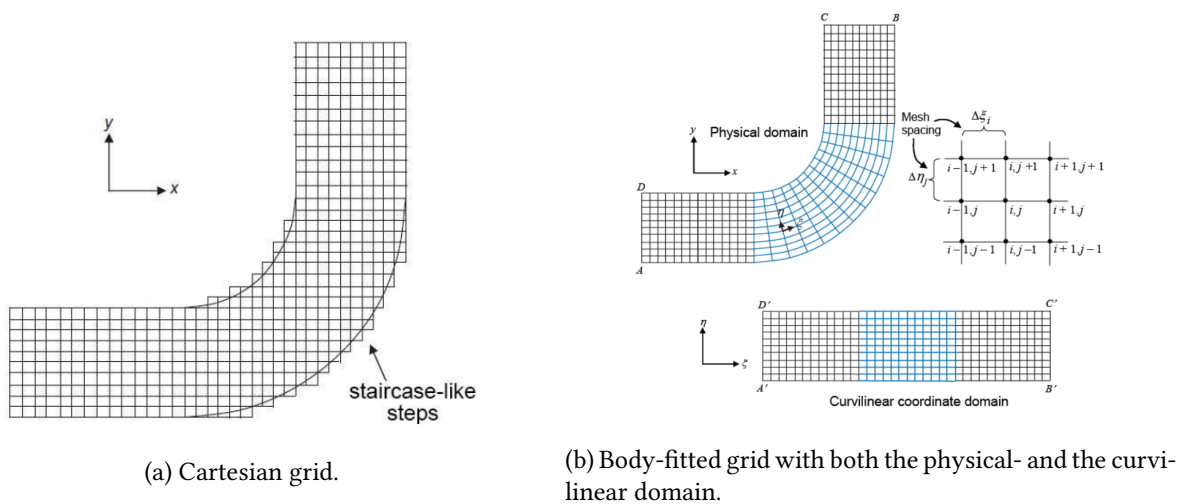 y
x
staircase-like
steps
(a) Cartesian grid.
C B
y
Physical domain
x
D
A
η
ξ
Mesh
spacing
Δξi
Δηj
i−1,j+1 i,j+1 i+1,j+1
i−1,j i,j i+1,j
i−1,j−1 i,j−1 i+1,j−1
D′ C′
η
ξ
A′ B′
Curvilinear coordinate domain
(b) Body-fitted grid with both the physical- and the curvi-
linear domain.